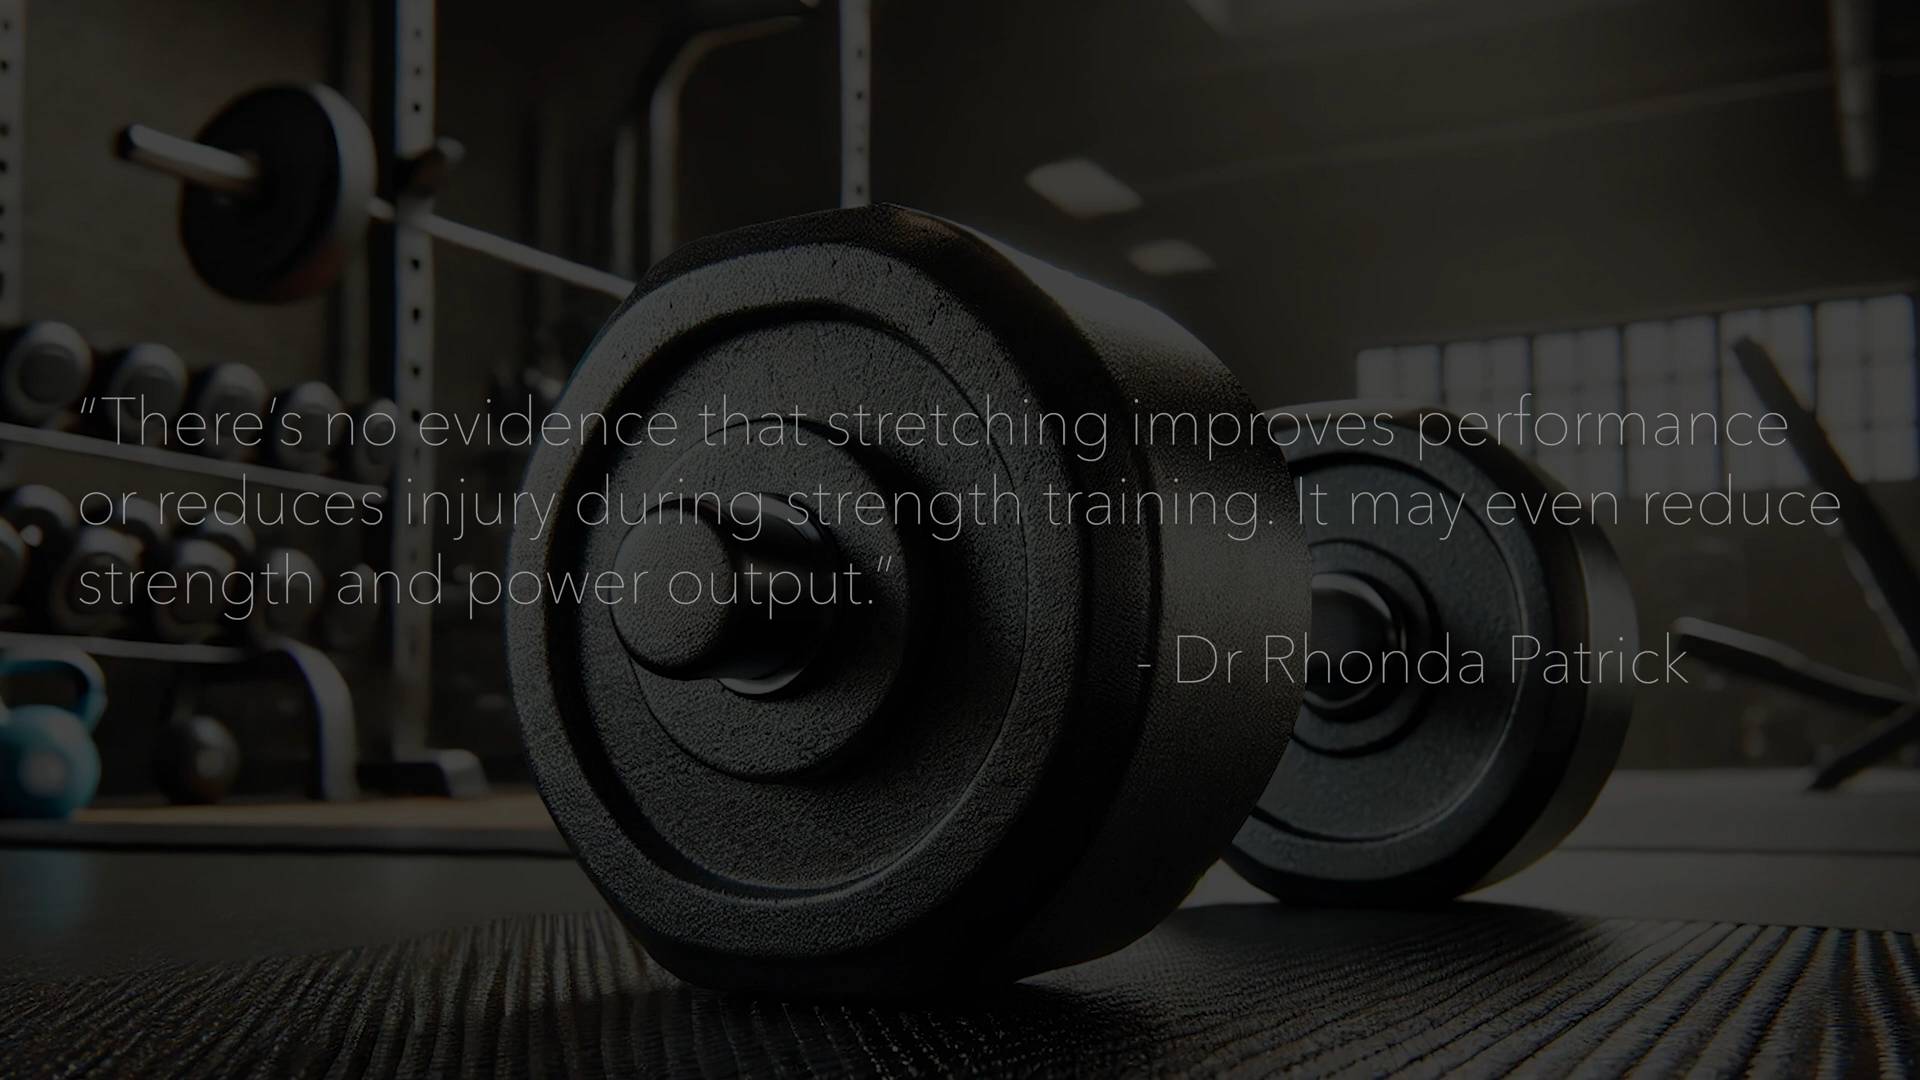 “There‘s no evidence that stretching improves performance
or reduces injury during strength training. It may even reduce
strength and power output.”
- Dr Rhonda Patrick